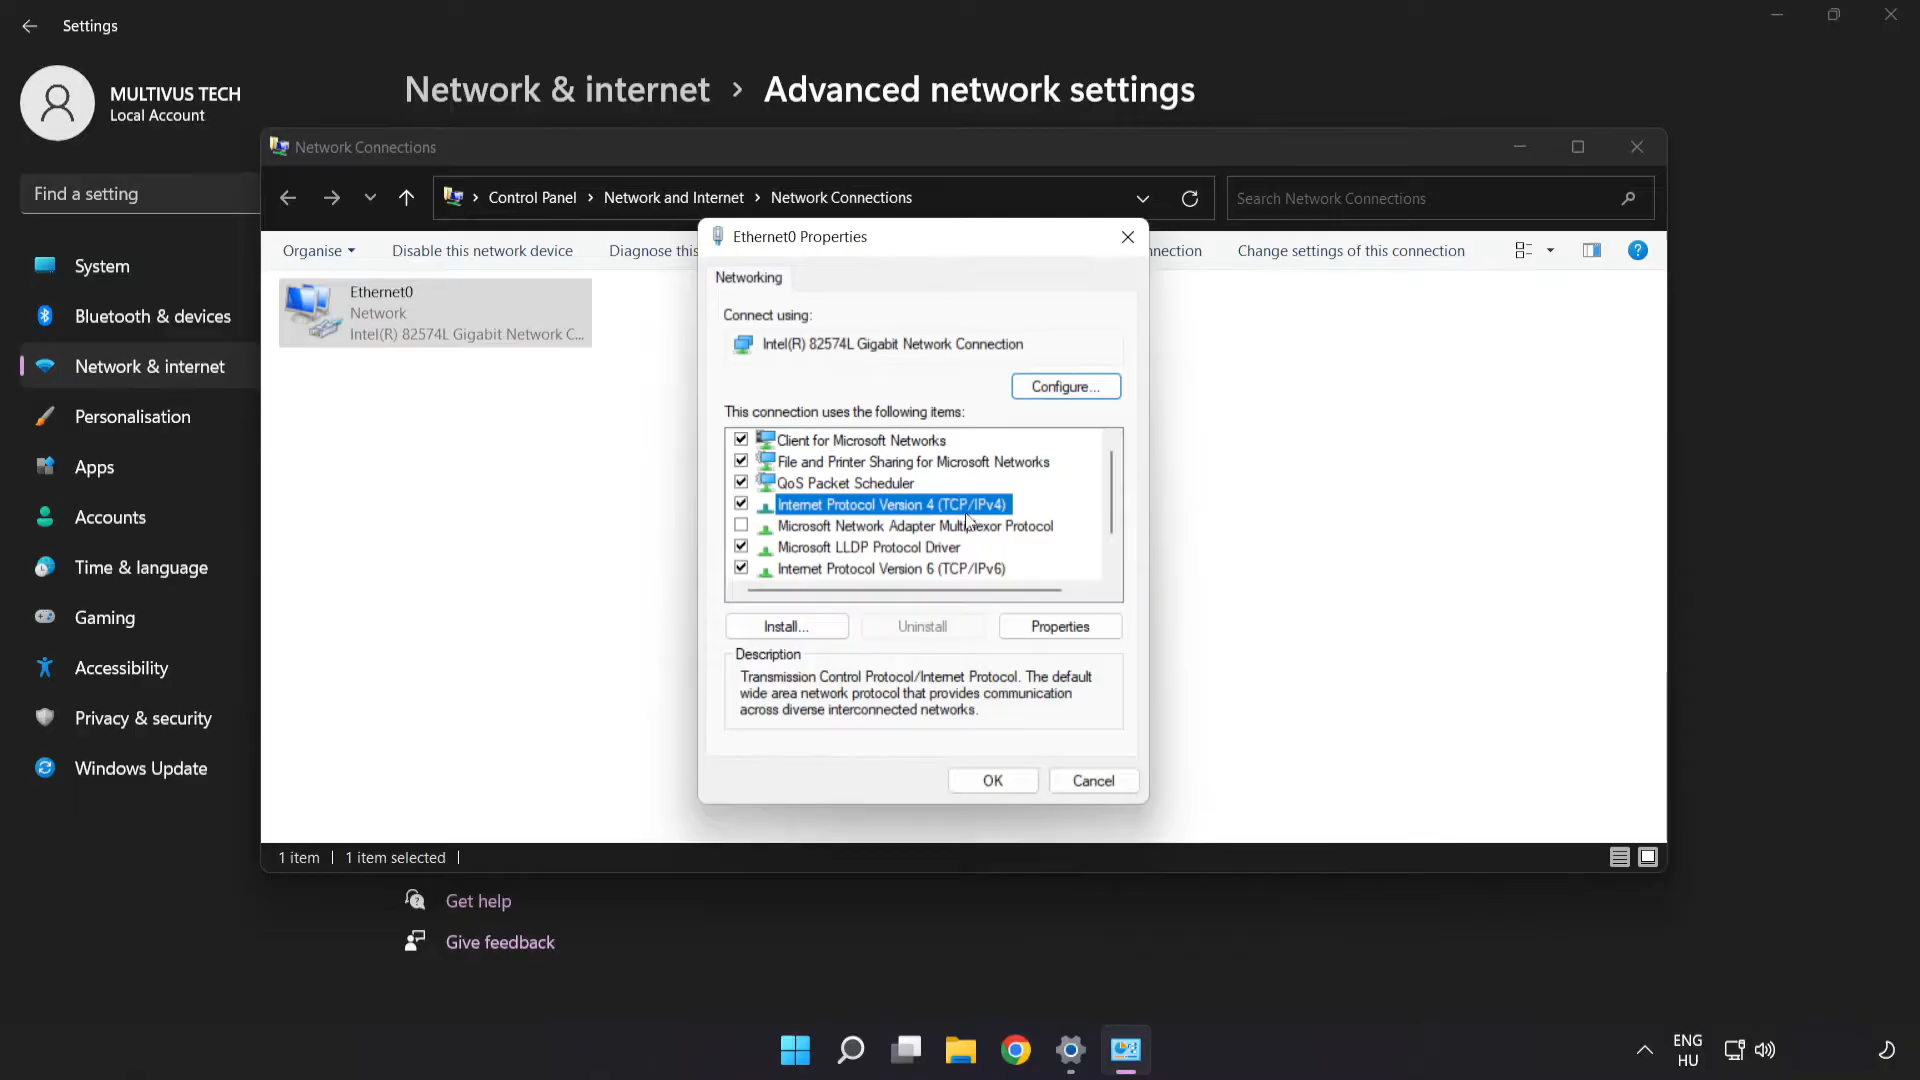 Settings
MULTIVUS TECH
Local Account
Find a setting
System
Bluetooth & devices
Network & internet
Personalisation
Apps
Accounts
Time & language
Gaming
Accessibility
Privacy & security
Windows Update
Network & internet › Advanced network settings
Network Connections
Control Panel › Network and Internet › Network Connections
Search Network Connections
Organise
Disable this network device
Diagnose this
nnection
Change settings of this connection
Ethernet0
Network
Intel(R) 82574L Gigabit Network C...
Ethernet0 Properties
Networking
Connect using:
Intel(R) 82574L Gigabit Network Connection
Configure...
This connection uses the following items:
Client for Microsoft Networks
File and Printer Sharing for Microsoft Networks
QoS Packet Scheduler
Internet Protocol Version 4 (TCP/IPv4)
Microsoft Network Adapter Multiplexor Protocol
Microsoft LLDP Protocol Driver
Internet Protocol Version 6 (TCP/IPv6)
Install...
Uninstall
Properties
Description
Transmission Control Protocol/Internet Protocol. The default
wide area network protocol that provides communication
across diverse interconnected networks.
OK
Cancel
1 item
1 item selected
Get help
Give feedback
ENG
HU